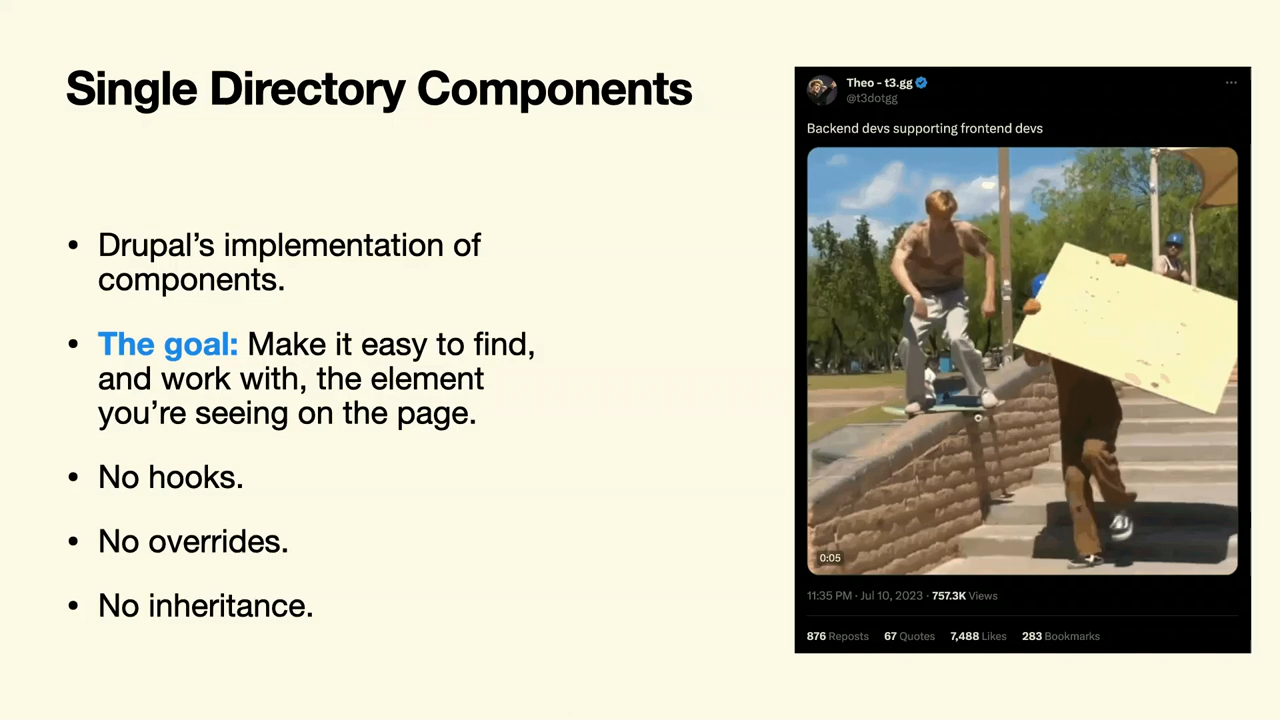 Single Directory Components
• Drupal’s implementation of
components.
• The goal: Make it easy to find,
and work with, the element
you’re seeing on the page.
• No hooks.
• No overrides.
• No inheritance.
Theo - t3.gg
@t3dotgg
Backend devs supporting frontend devs
0:05
11:35 PM · Jul 10, 2023 · 757.3K Views
876 Reposts 67 Quotes 7,488 Likes 283 Bookmarks